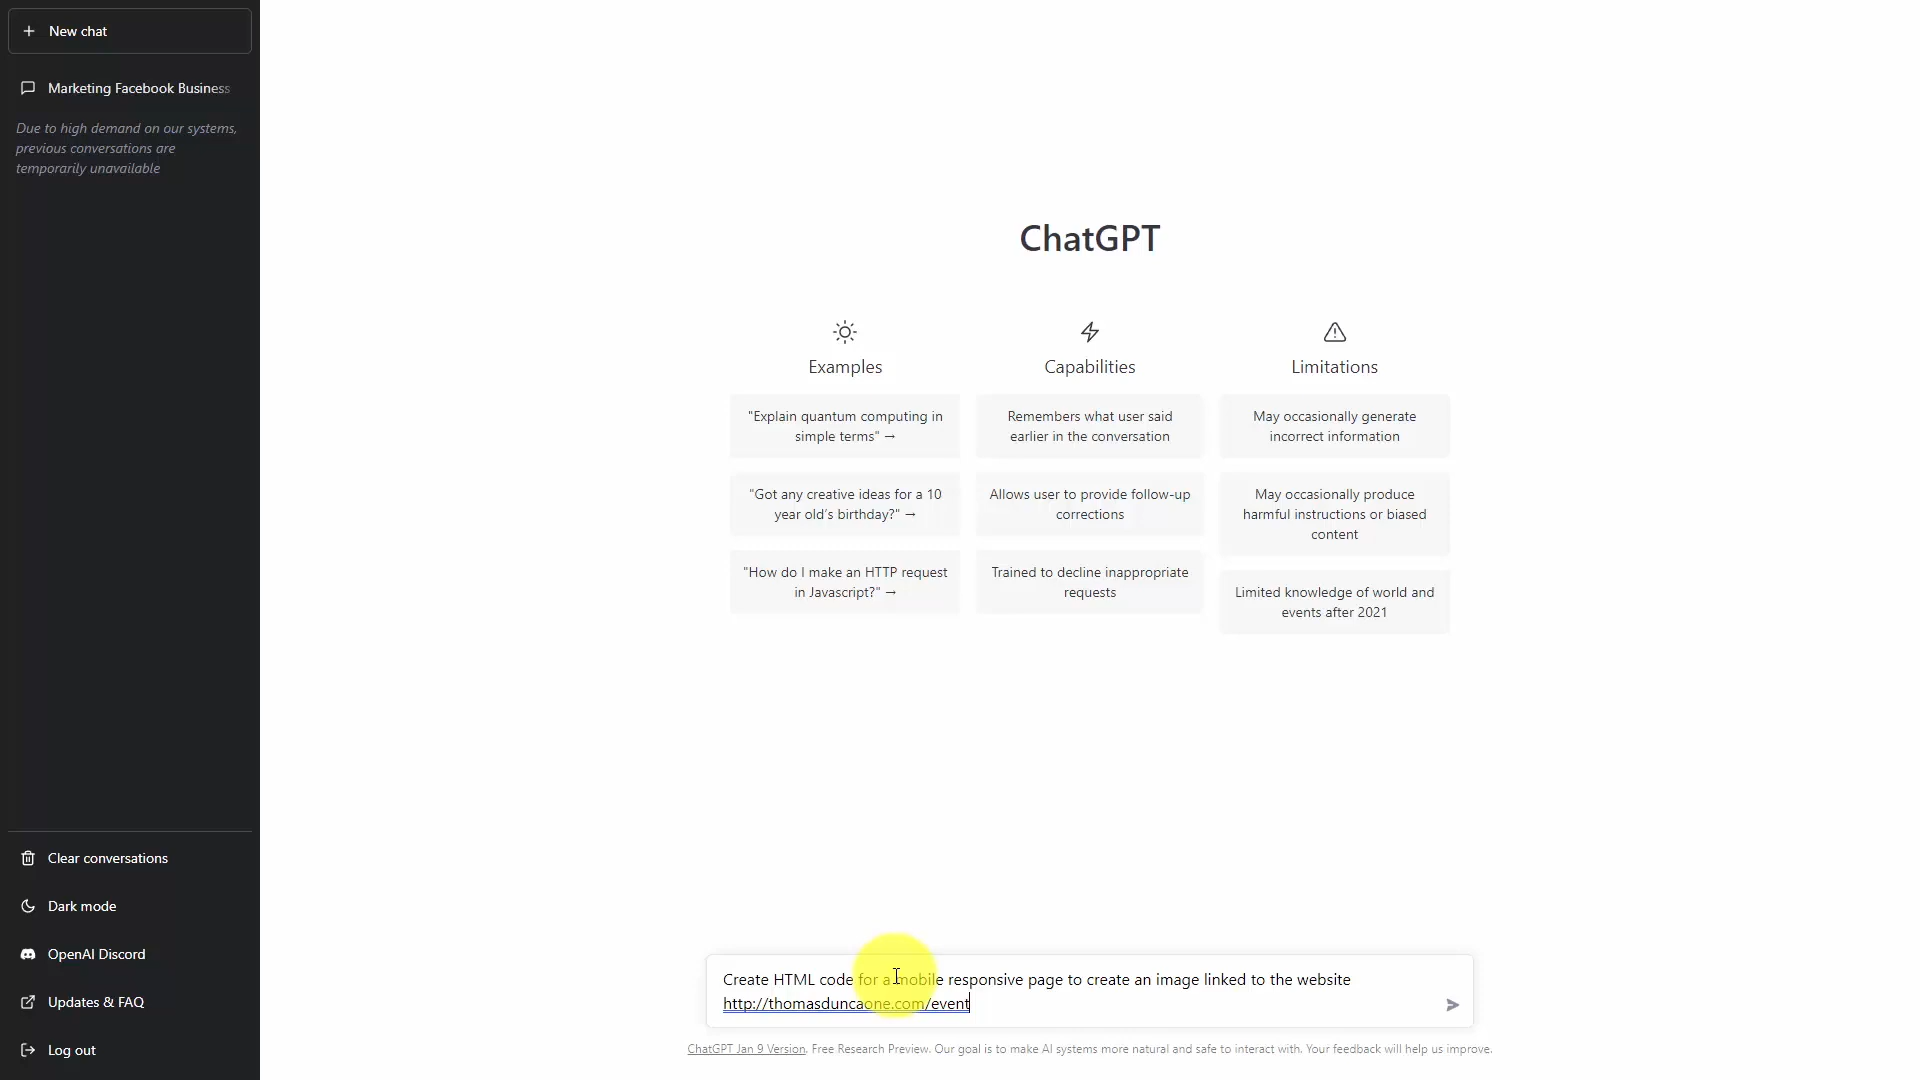 New chat
Marketing Facebook Business
Due to high demand on our systems,
previous conversations are
temporarily unavailable
Clear conversations
Dark mode
OpenAI Discord
Updates & FAQ
Log out
ChatGPT
Examples
"Explain quantum computing in
simple terms" →
"Got any creative ideas for a 10
year old's birthday?" →
"How do I make an HTTP request
in Javascript?" →
Capabilities
Remembers what user said
earlier in the conversation
Allows user to provide follow-up
corrections
Trained to decline inappropriate
requests
Limitations
May occasionally generate
incorrect information
May occasionally produce
harmful instructions or biased
content
Limited knowledge of world and
events after 2021
Create HTML code for a mobile responsive page to create an image linked to the website
http://thomasduncaone.com/event
ChatGPT Jan 9 Version. Free Research Preview. Our goal is to make AI systems more natural and safe to interact with. Your feedback will help us improve.